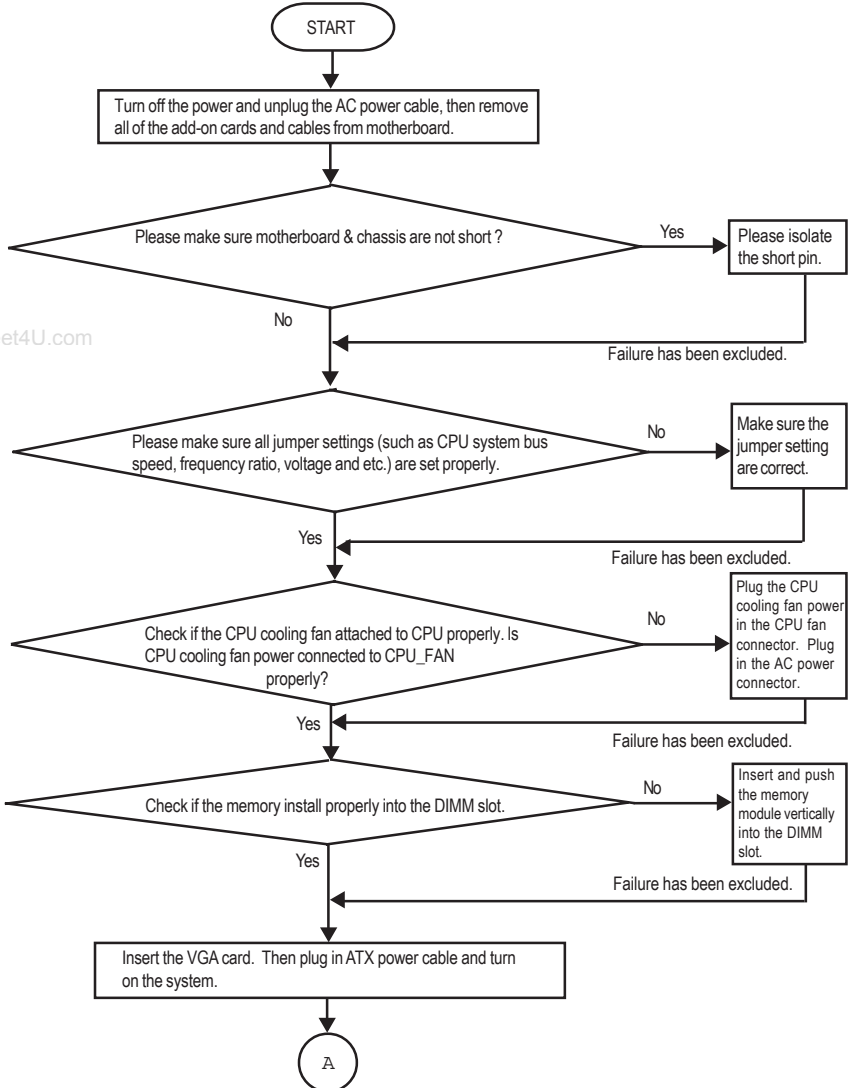 START
Turn off the power and unplug the AC power cable, then remove
all of the add-on cards and cables from motherboard.
Please make sure motherboard & chassis are not short ?
Yes
Please isolate
the short pin.
No
et4U.com
Failure has been excluded.
Please make sure all jumper settings (such as CPU system bus
speed, frequency ratio, voltage and etc.) are set properly.
No
Make sure the
jumper setting
are correct.
Yes
Failure has been excluded.
Check if the CPU cooling fan attached to CPU properly. Is
CPU cooling fan power connected to CPU_FAN
properly?
No
Plug the CPU
cooling fan power
in the CPU fan
connector. Plug
in the AC power
connector.
Yes
Failure has been excluded.
Check if the memory install properly into the DIMM slot.
No
Insert and push
the memory
module vertically
into the DIMM
slot.
Yes
Failure has been excluded.
Insert the VGA card. Then plug in ATX power cable and turn
on the system.
A